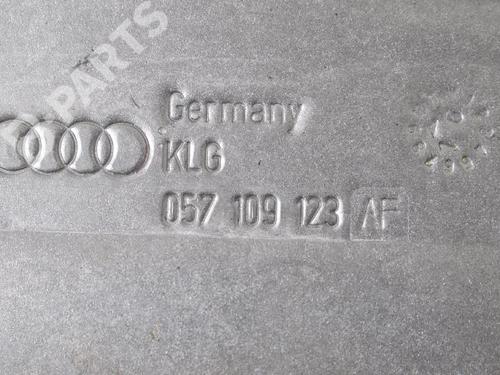 Germany
KLG
057 109 123 AF
PARTS